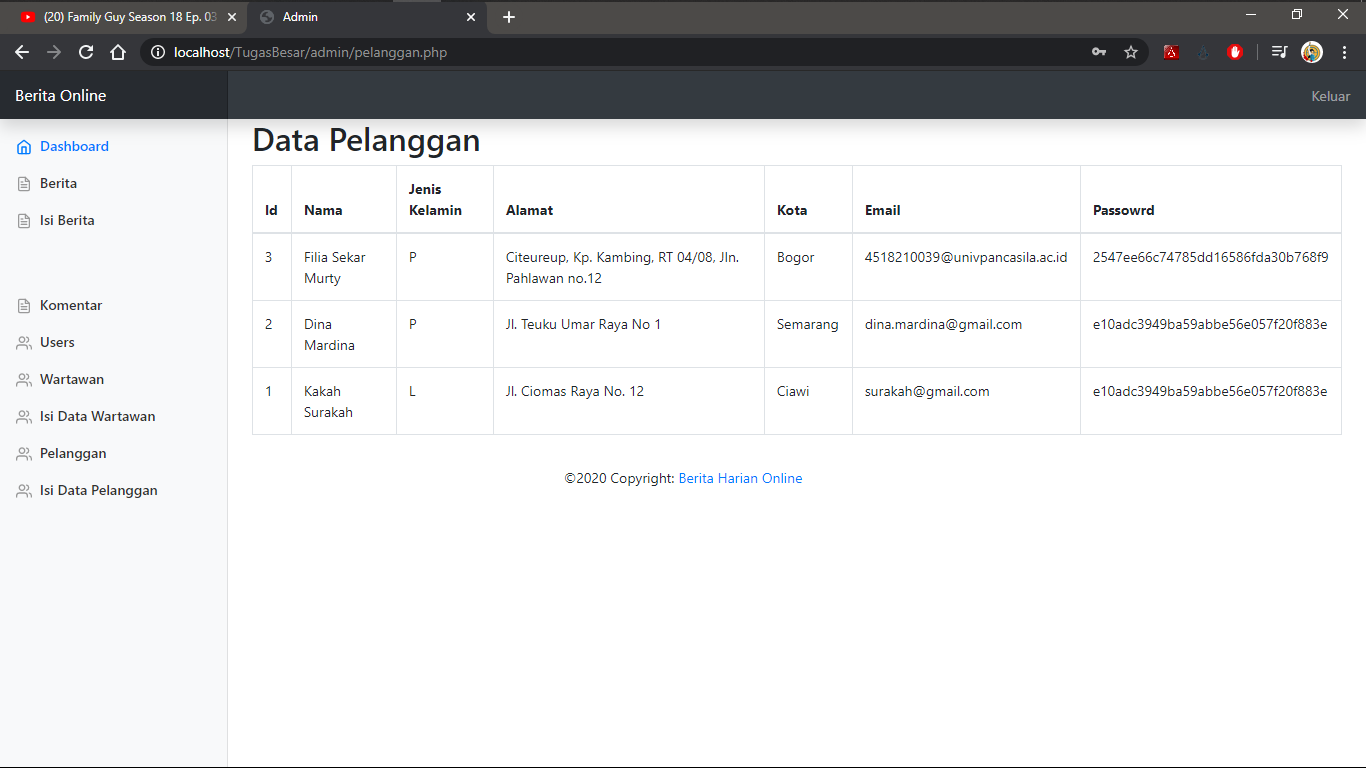 (20) Family Guy Season 18 Ep. 03
Admin
localhost/TugasBesar/admin/pelanggan.php
Berita Online
Keluar
Dashboard
Berita
Isi Berita
Komentar
Users
Wartawan
Isi Data Wartawan
Pelanggan
Isi Data Pelanggan
Data Pelanggan
Id Nama Jenis Kelamin Alamat Kota Email Passowrd
3 Filia Sekar Murty P Citeureup, Kp. Kambing, RT 04/08, Jln. Pahlawan no.12 Bogor 4518210039@univpancasila.ac.id 2547ee66c74785dd16586fda30b768f9
2 Dina Mardina P Jl. Teuku Umar Raya No 1 Semarang dina.mardina@gmail.com e10adc3949ba59abbe56e057f20f883e
1 Kakah Surakah L Jl. Ciomas Raya No. 12 Ciawi surakah@gmail.com e10adc3949ba59abbe56e057f20f883e
©2020 Copyright: Berita Harian Online